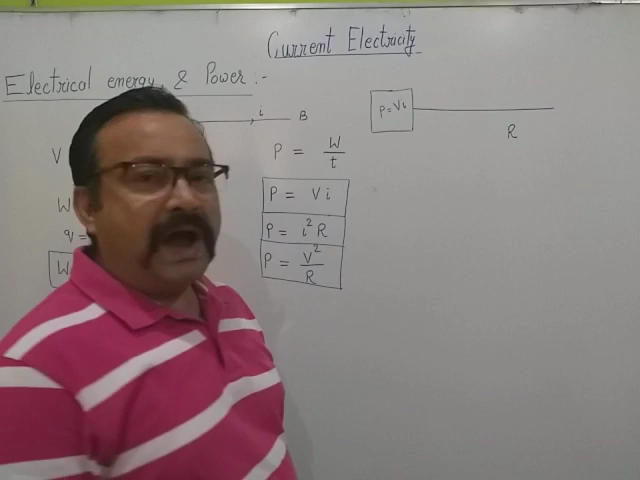 Current Electricity
Electrical energy & Power :-
i B
V
P = W/t
W
q =
W
P = Vi
P = i²R
P = V²/R
P = Vi
R